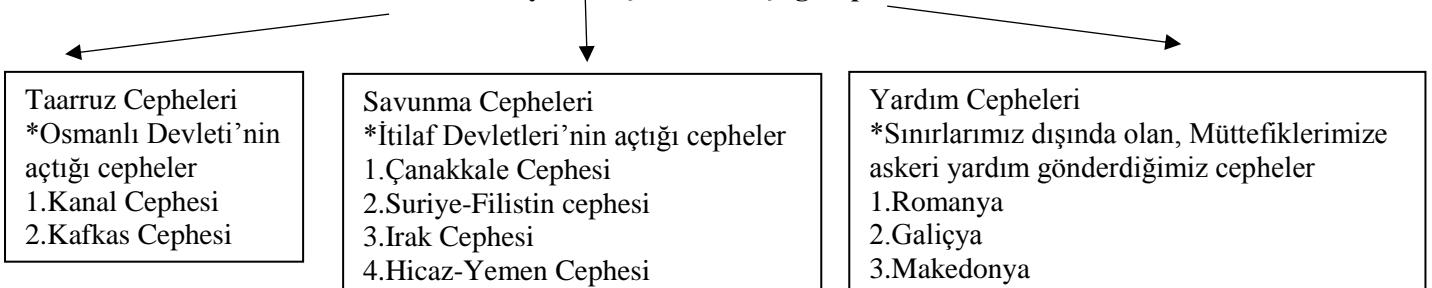 Taarruz Cepheleri
*Osmanlı Devleti’nin
açtığı cepheler
1.Kanal Cephesi
2.Kafkas Cephesi
Savunma Cepheleri
*İtilaf Devletleri’nin açtığı cepheler
1.Çanakkale Cephesi
2.Suriye-Filistin cephesi
3.Irak Cephesi
4.Hicaz-Yemen Cephesi
Yardım Cepheleri
*Sınırlarımız dışında olan, Müttefiklerimize
askeri yardım gönderdiğimiz cepheler
1.Romanya
2.Galiçya
3.Makedonya